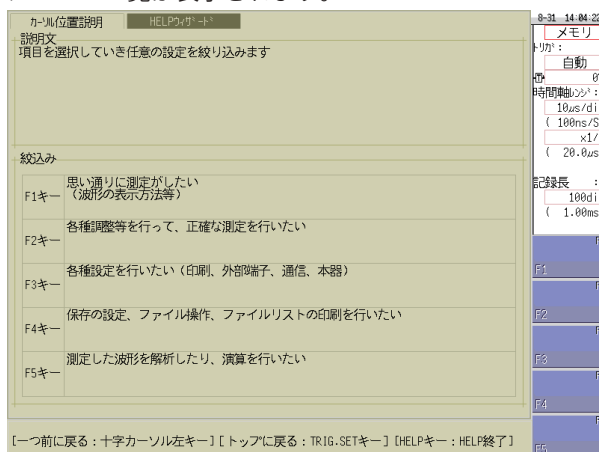 カーソル位置説明 HELPウィザード
説明文
項目を選択していき任意の設定を絞り込みます
絞込み
F1キー 思い通りに測定がしたい
(波形の表示方法等)
F2キー 各種調整等を行って、正確な測定を行いたい
F3キー 各種設定を行いたい(印刷、外部端子、通信、本器)
F4キー 保存の設定、ファイル操作、ファイルリストの印刷を行いたい
F5キー 測定した波形を解析したり、演算を行いたい
[一つ前に戻る:十字カーソル左キー][トップに戻る:TRIG.SETキー][HELPキー:HELP終了]
8-31 14:04:22
メモリ
トリガ:
自動
時間軸レンジ:
10µs/di
( 100ns/S
×1/
( 20.0µs
記録長 :
100di
( 1.00ms
F1
F2
F3
F4
F5